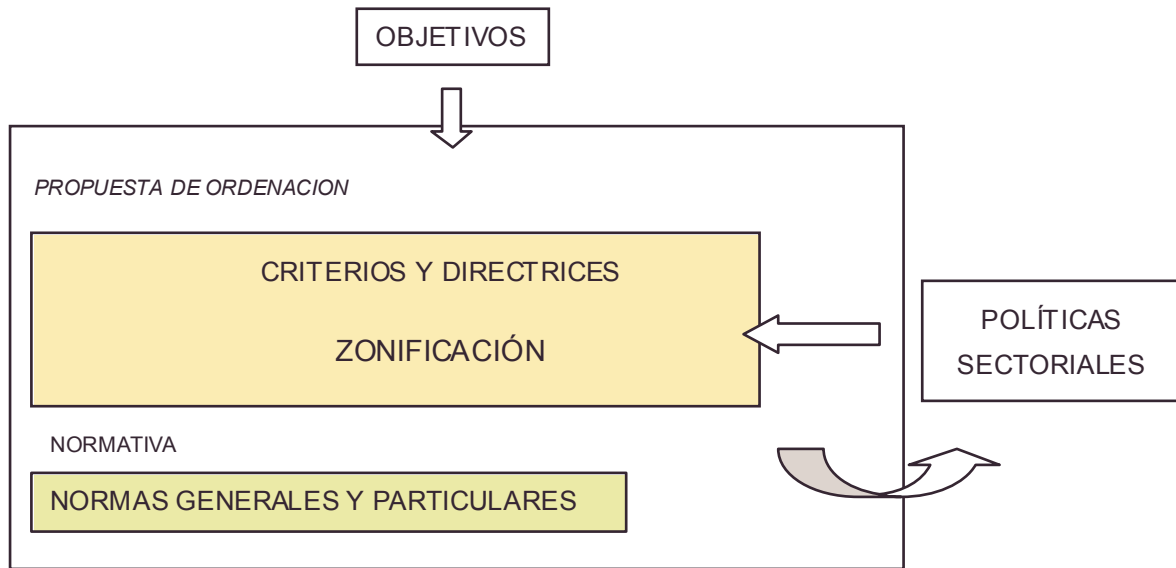 OBJETIVOS
PROPUESTA DE ORDENACION
CRITERIOS Y DIRECTRICES
ZONIFICACIÓN
POLÍTICAS
SECTORIALES
NORMATIVA
NORMAS GENERALES Y PARTICULARES